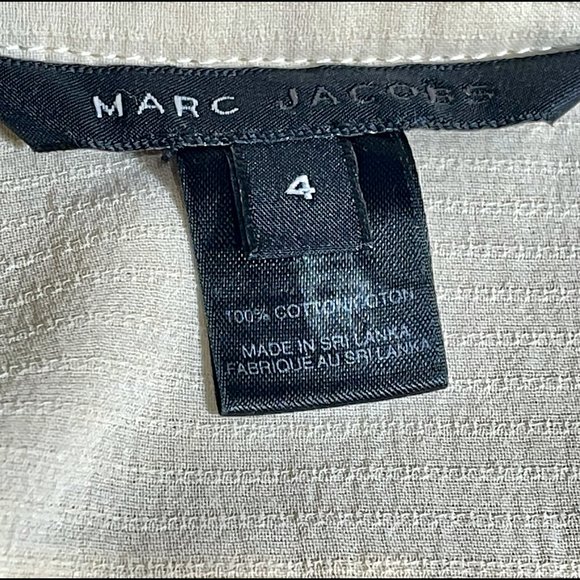 MARC JACOBS
4
100% COTTON / COTON
MADE IN SRI LANKA
FABRIQUE AU SRI LANKA